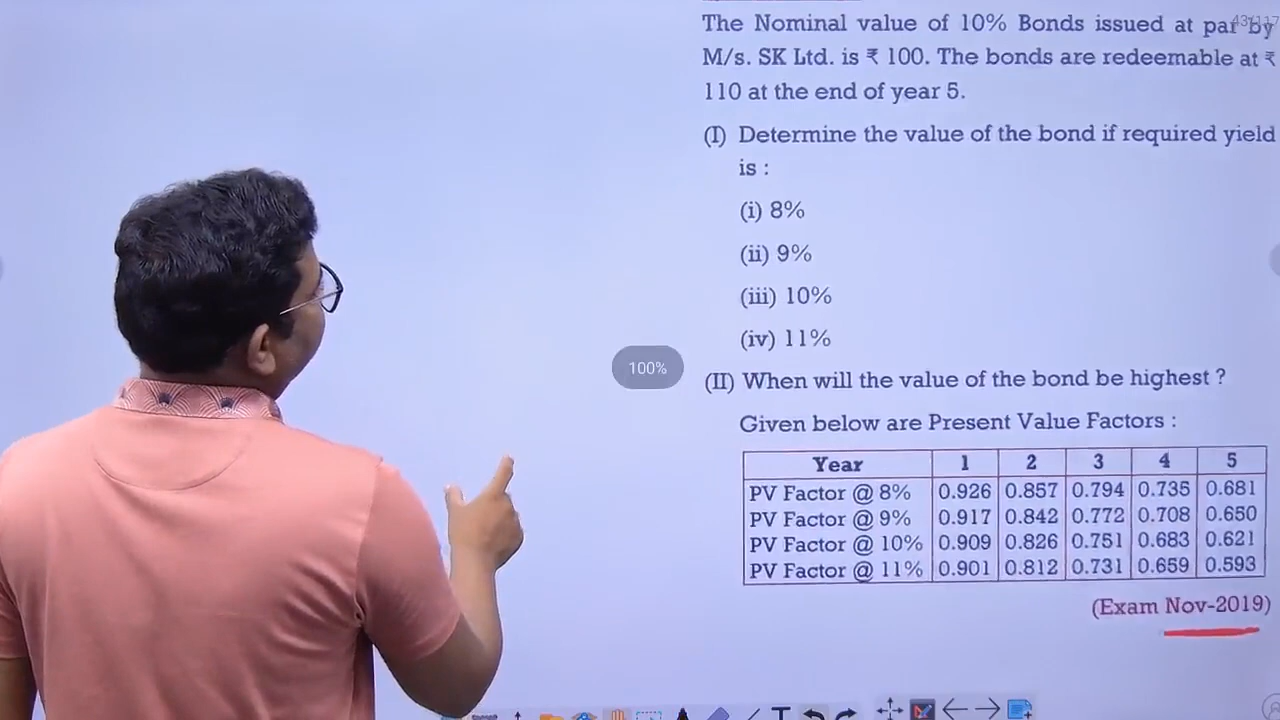 43/117
The Nominal value of 10% Bonds issued at par by
M/s. SK Ltd. is ₹ 100. The bonds are redeemable at ₹
110 at the end of year 5.
(I) Determine the value of the bond if required yield
is :
(i) 8%
(ii) 9%
(iii) 10%
(iv) 11%
100%
(II) When will the value of the bond be highest ?
Given below are Present Value Factors :
Year 1 2 3 4 5
PV Factor @ 8% 0.926 0.857 0.794 0.735 0.681
PV Factor @ 9% 0.917 0.842 0.772 0.708 0.650
PV Factor @ 10% 0.909 0.826 0.751 0.683 0.621
PV Factor @ 11% 0.901 0.812 0.731 0.659 0.593
(Exam Nov-2019)